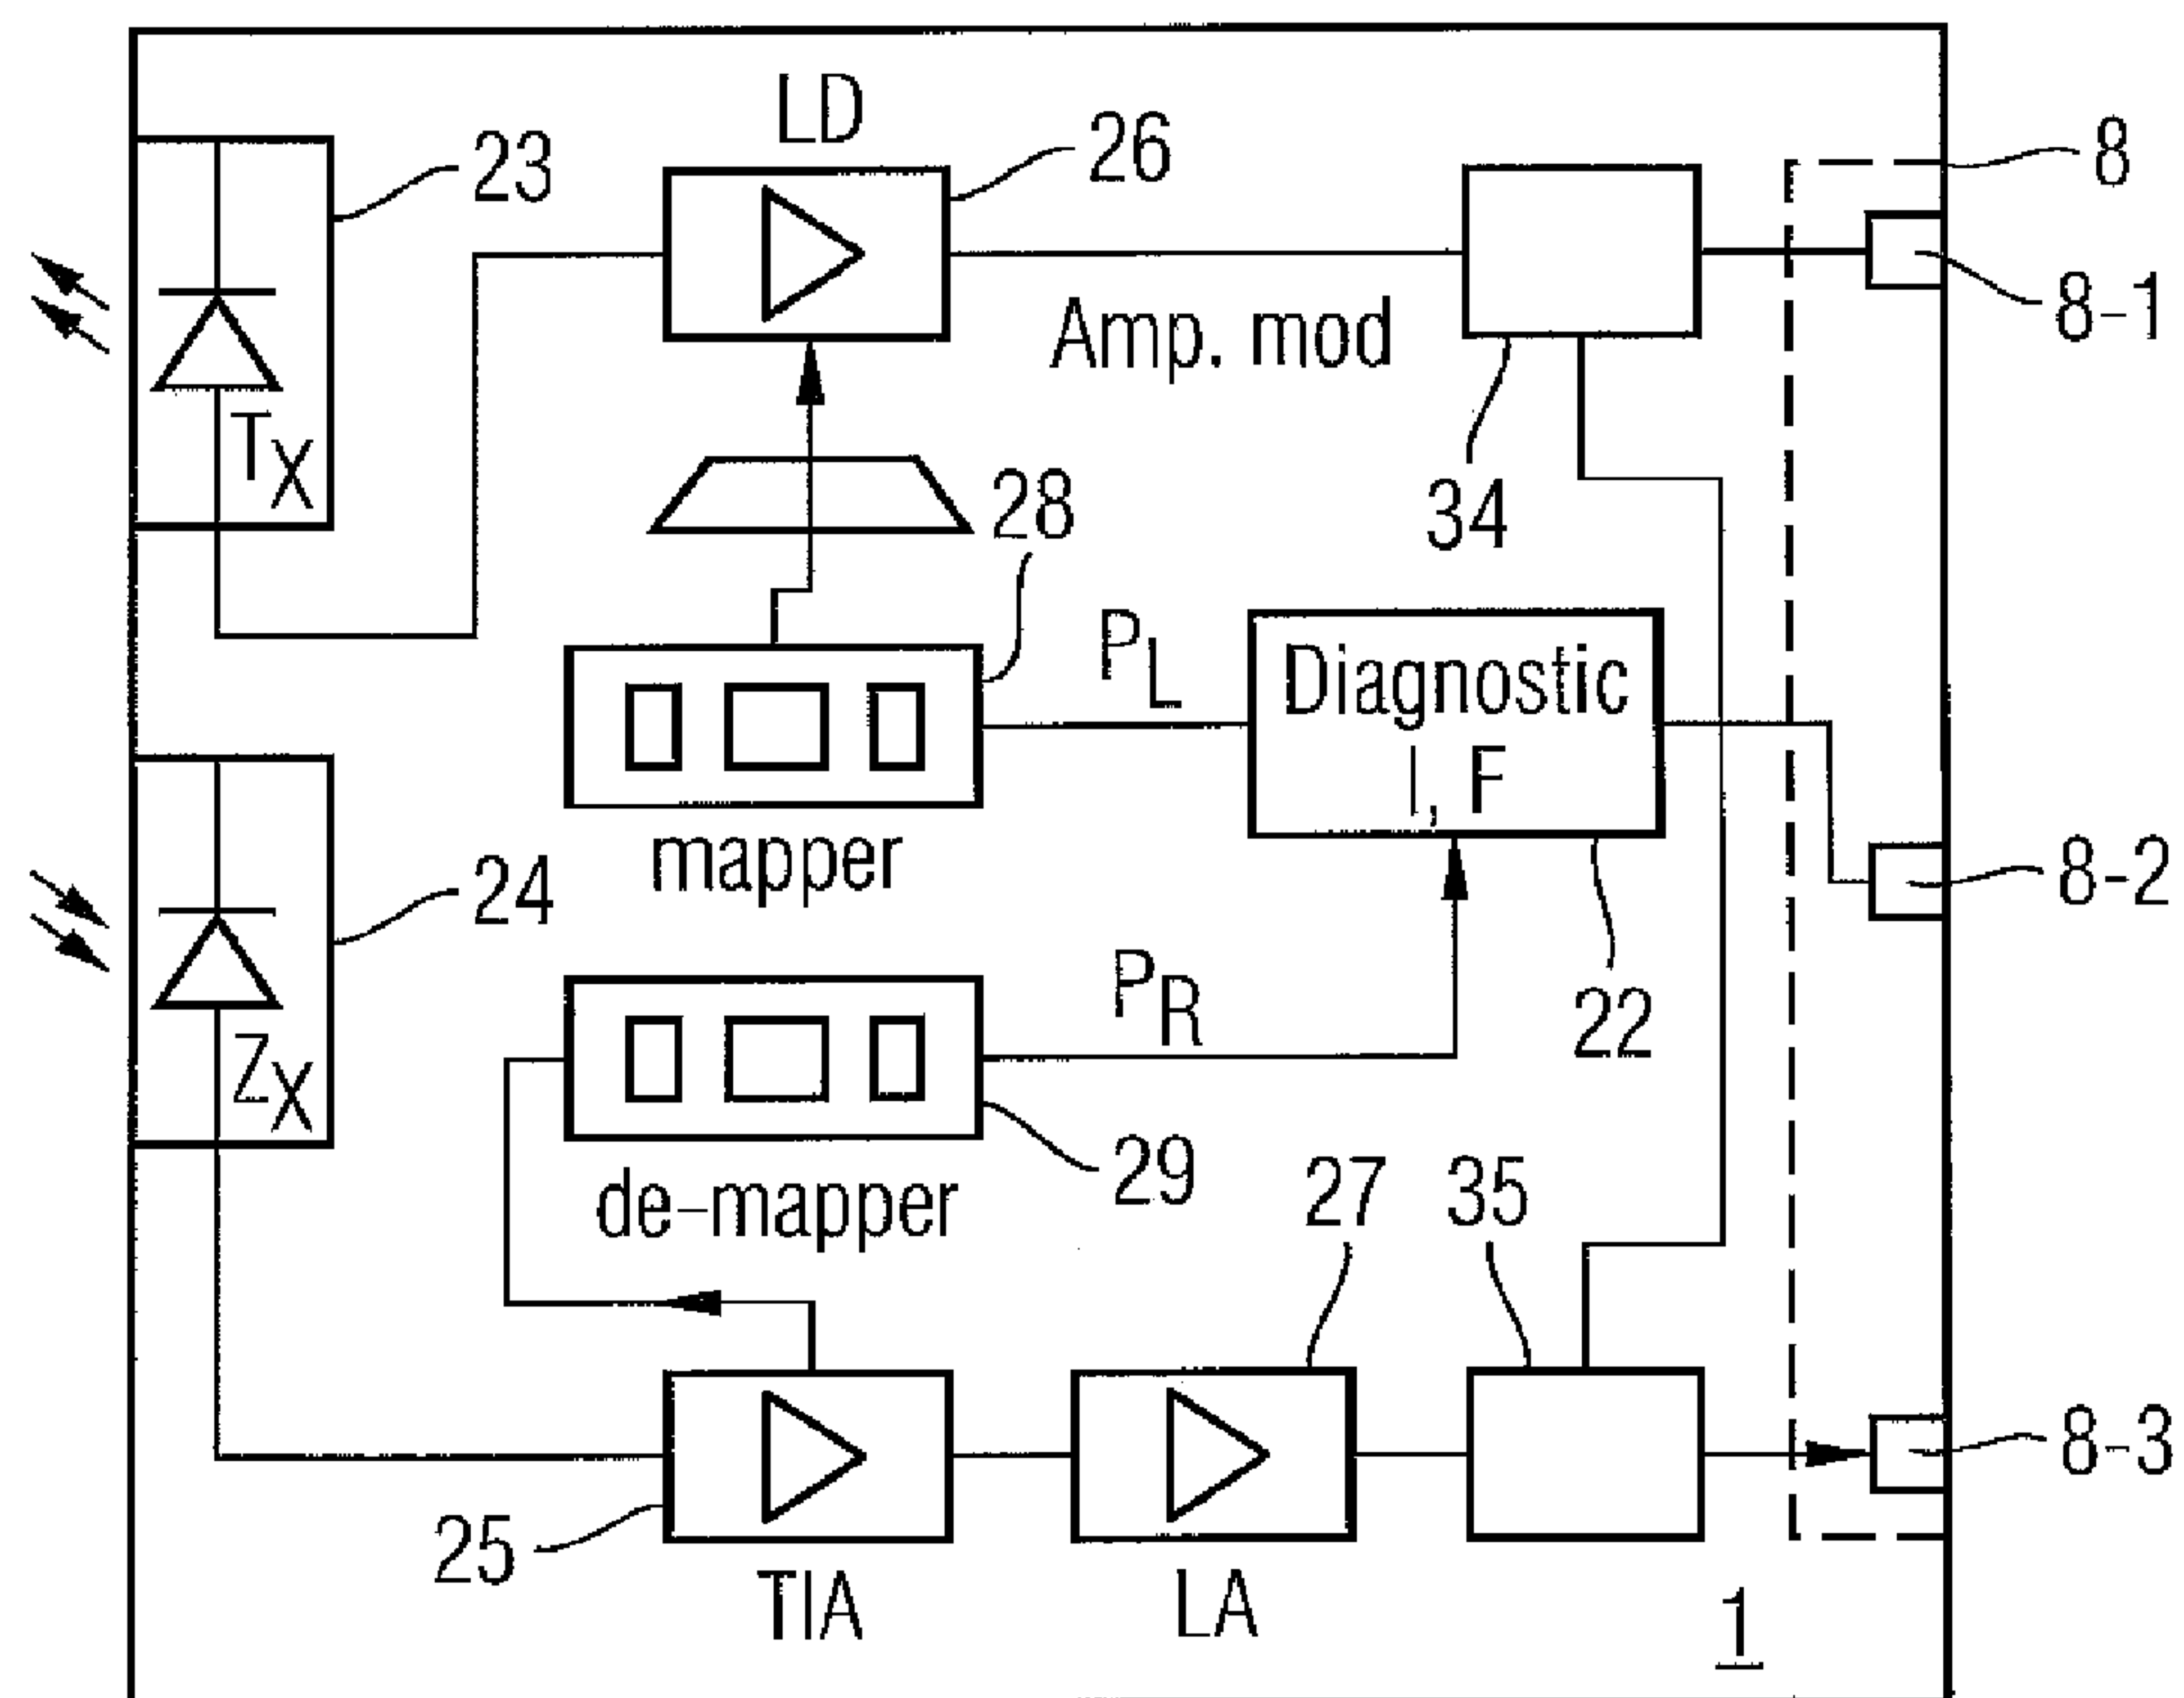 LD
23
26
8
8-1
Amp. mod
TX
28
34
PL
Diagnostic
I, F
mapper
24
8-2
PR
22
ZX
29
de-mapper
27
35
8-3
25
TIA
LA
1